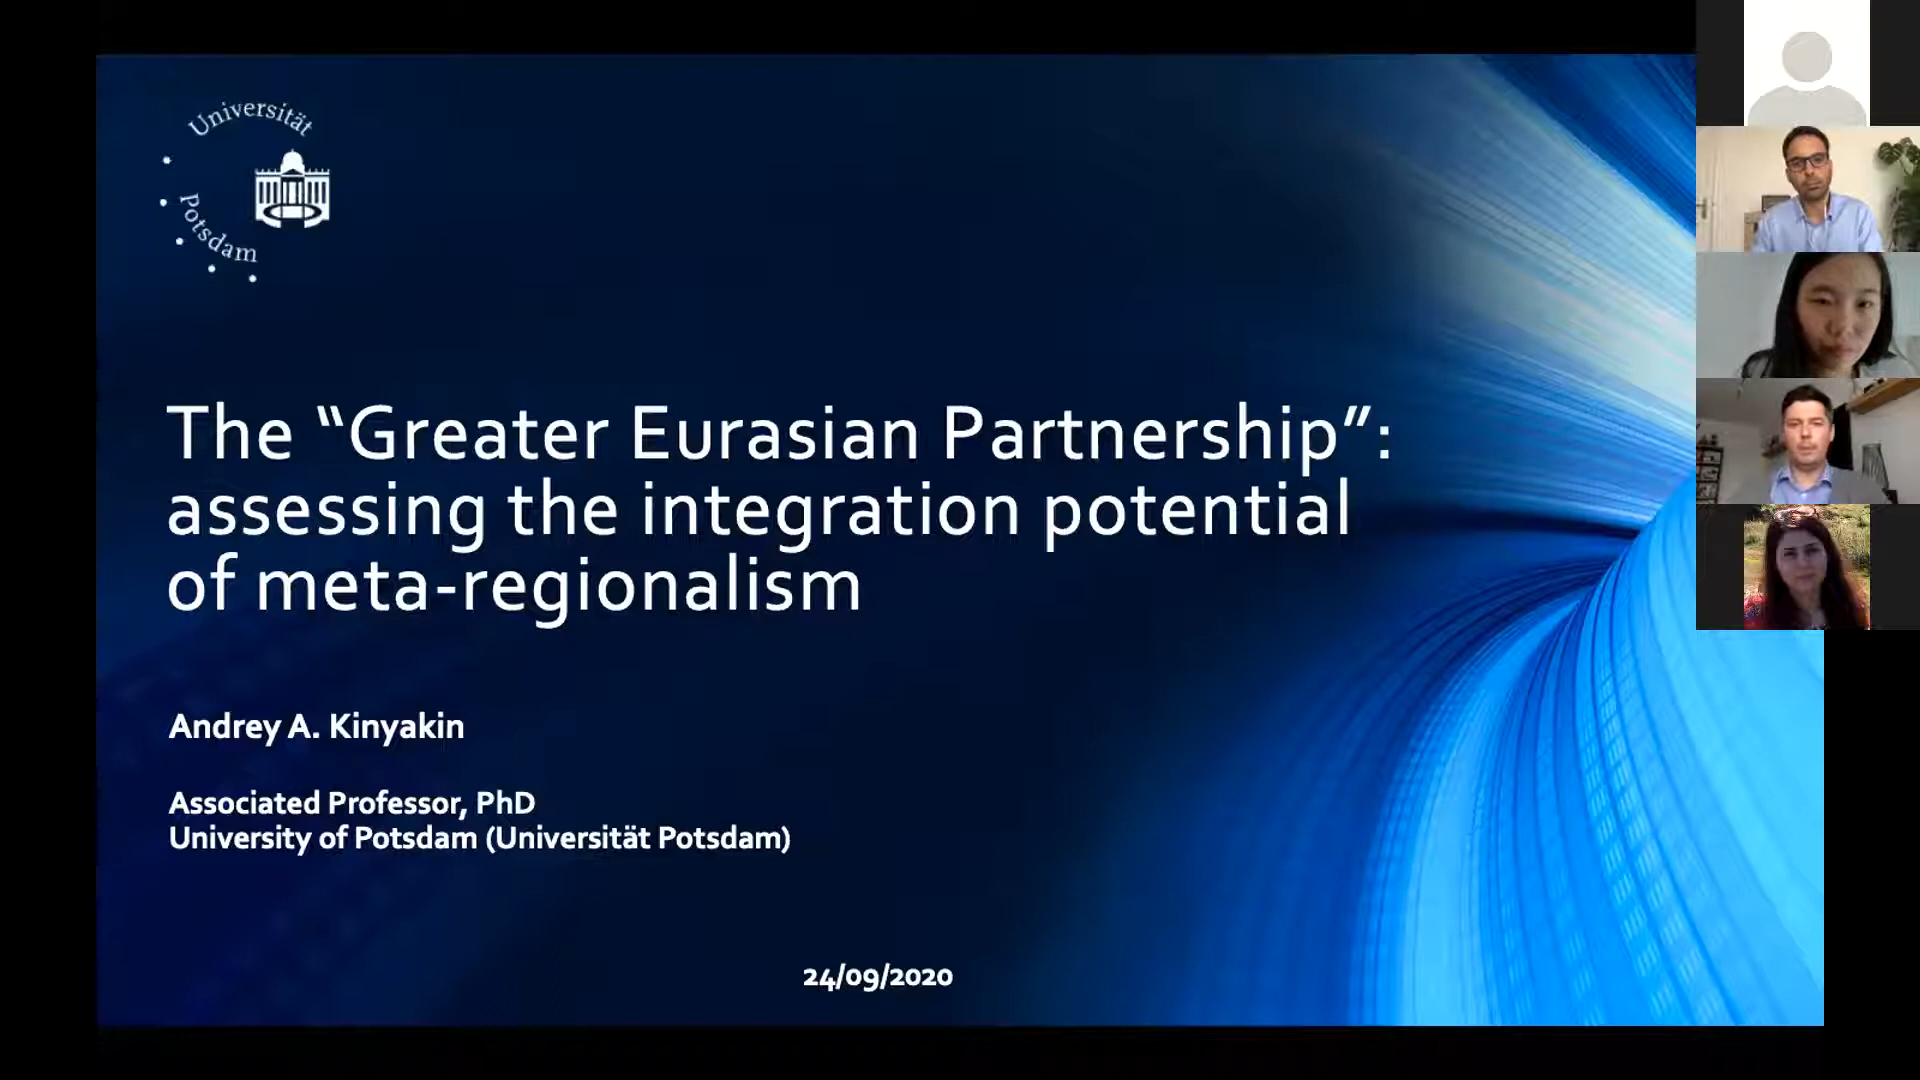 Universität
Potsdam
The “Greater Eurasian Partnership”:
assessing the integration potential
of meta-regionalism
Andrey A. Kinyakin
Associated Professor, PhD
University of Potsdam (Universität Potsdam)
24/09/2020